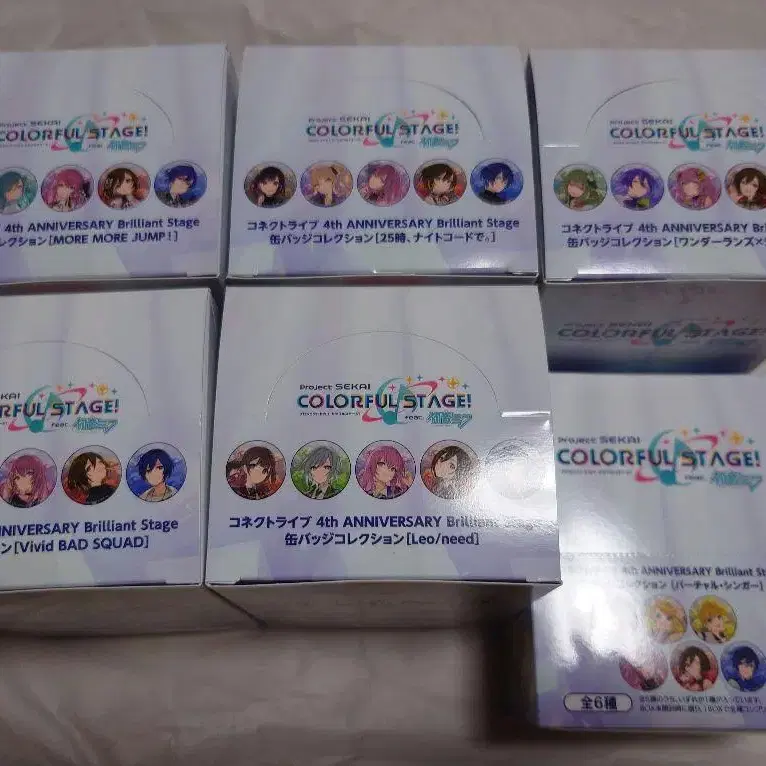 Project SEKAI
COLORFUL STAGE!
feat. 初音ミク
4th ANNIVERSARY Brilliant Stage
レクション[MORE MORE JUMP!]
Project SEKAI
COLORFUL STAGE!
feat. 初音ミク
コネクトライブ 4th ANNIVERSARY Brilliant Stage
缶バッジコレクション[25時、ナイトコードで。]
Project SEKAI
COLORFUL STAGE!
feat. 初音ミク
コネクトライブ 4th ANNIVERSARY Bri
缶バッジコレクション[ワンダーランズ×
COLORFUL STAGE!
ORFUL STAGE!
feat. 初音ミク
NIVERSARY Brilliant Stage
ン[Vivid BAD SQUAD]
Project SEKAI
COLORFUL STAGE!
feat. 初音ミク
コネクトライブ 4th ANNIVERSARY Brilliant Stage
缶バッジコレクション[Leo/need]
Project SEKAI
COLORFUL STAGE!
feat. 初音ミク
4th ANNIVERSARY Brilliant St
レクション [バーチャル・シンガー]
全6種